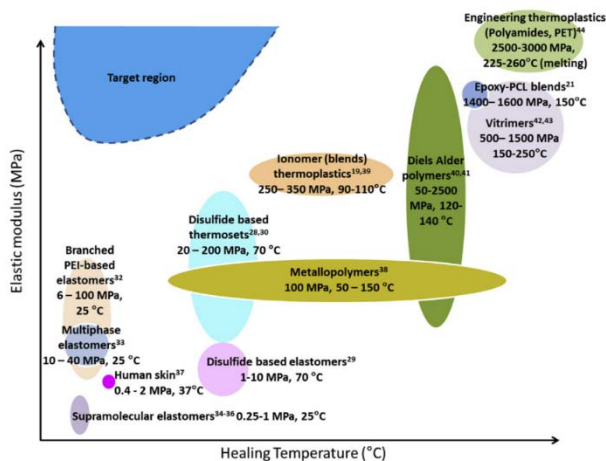 Engineering thermoplastics
(Polyamides, PET)⁴⁴
2500-3000 MPa,
225-260°C (melting)
Target region
Epoxy-PCL blends²¹
1400– 1600 MPa, 150°C
Vitrimers⁴²,⁴³
500– 1500 MPa
150-250°C
Ionomer (blends)
thermoplastics¹⁹,³⁹
250– 350 MPa, 90-110°C
Diels Alder
polymers⁴⁰,⁴¹
50-2500
MPa, 120-
140 °C
Disulfide based
thermosets²⁸,³⁰
20 – 200 MPa, 70 °C
Branched
PEI-based
elastomers³²
6 – 100 MPa,
25 °C
Metallopolymers³⁸
100 MPa, 50 – 150 °C
Multiphase
elastomers³³
10 – 40 MPa, 25 °C
Disulfide based elastomers²⁹
1-10 MPa, 70 °C
Human skin³⁷
0.4 - 2 MPa, 37°C
Supramolecular elastomers³⁴-³⁶ 0.25-1 MPa, 25°C
Elastic modulus (MPa)
Healing Temperature (°C)